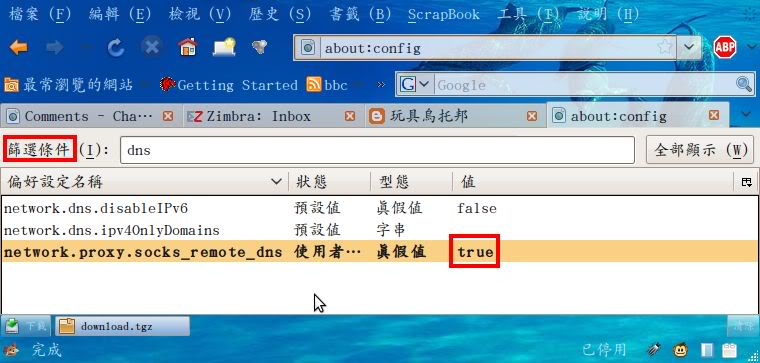 檔案 (F) 編輯 (E) 檢視 (V) 歷史 (S) 書籤 (B) ScrapBook 工具 (T) 說明 (H)
about:config ABP
最常瀏覽的網站 Getting Started bbc » G Google
Comments - Cha... Zimbra: Inbox 玩具烏托邦 about:config
篩選條件 (I): dns 全部顯示 (W)
偏好設定名稱 狀態 型態 值
network.dns.disableIPv6 預設值 真假值 false
network.dns.ipv4OnlyDomains 預設值 字串
network.proxy.socks_remote_dns 使用者... 真假值 true
下載 download.tgz 清除
完成 已停用